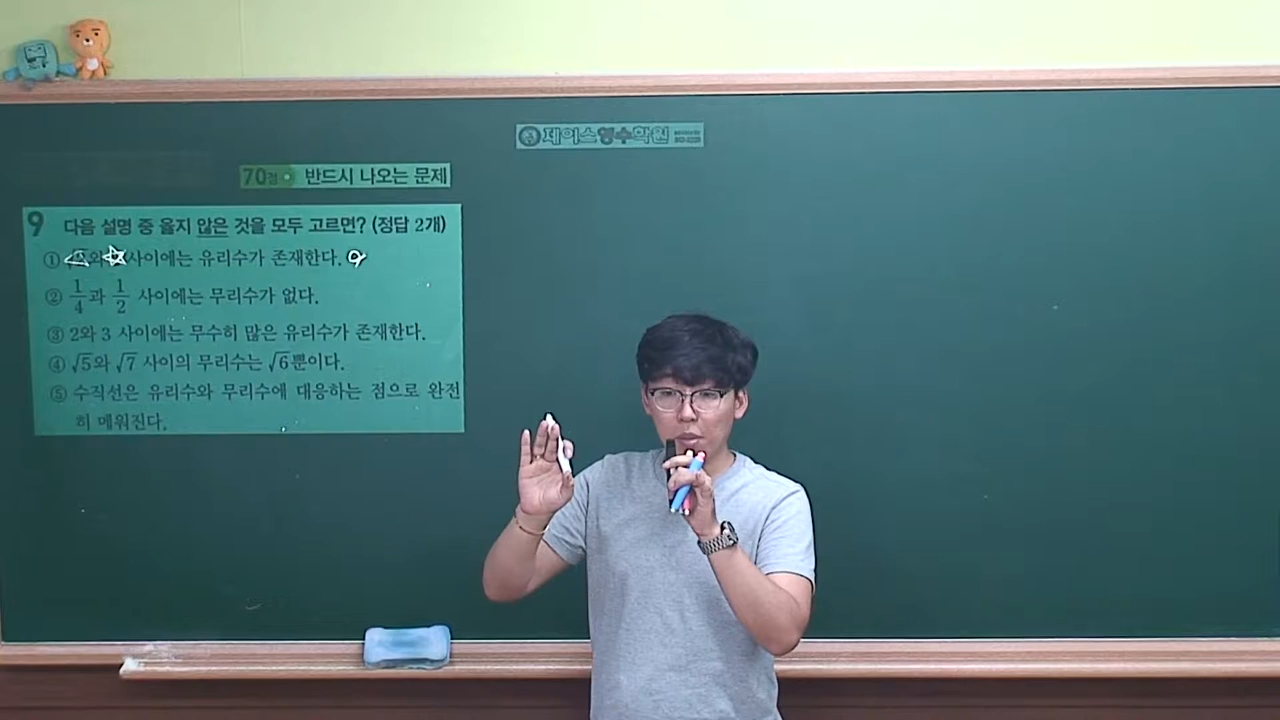 제이스영수학원
70점 반드시 나오는 문제
9 다음 설명 중 옳지 않은 것을 모두 고르면? (정답 2개)
① 와 사이에는 유리수가 존재한다.
② 1/4과 1/2 사이에는 무리수가 없다.
③ 2와 3 사이에는 무수히 많은 유리수가 존재한다.
④ √5와 √7 사이의 무리수는 √6뿐이다.
⑤ 수직선은 유리수와 무리수에 대응하는 점으로 완전
히 메워진다.